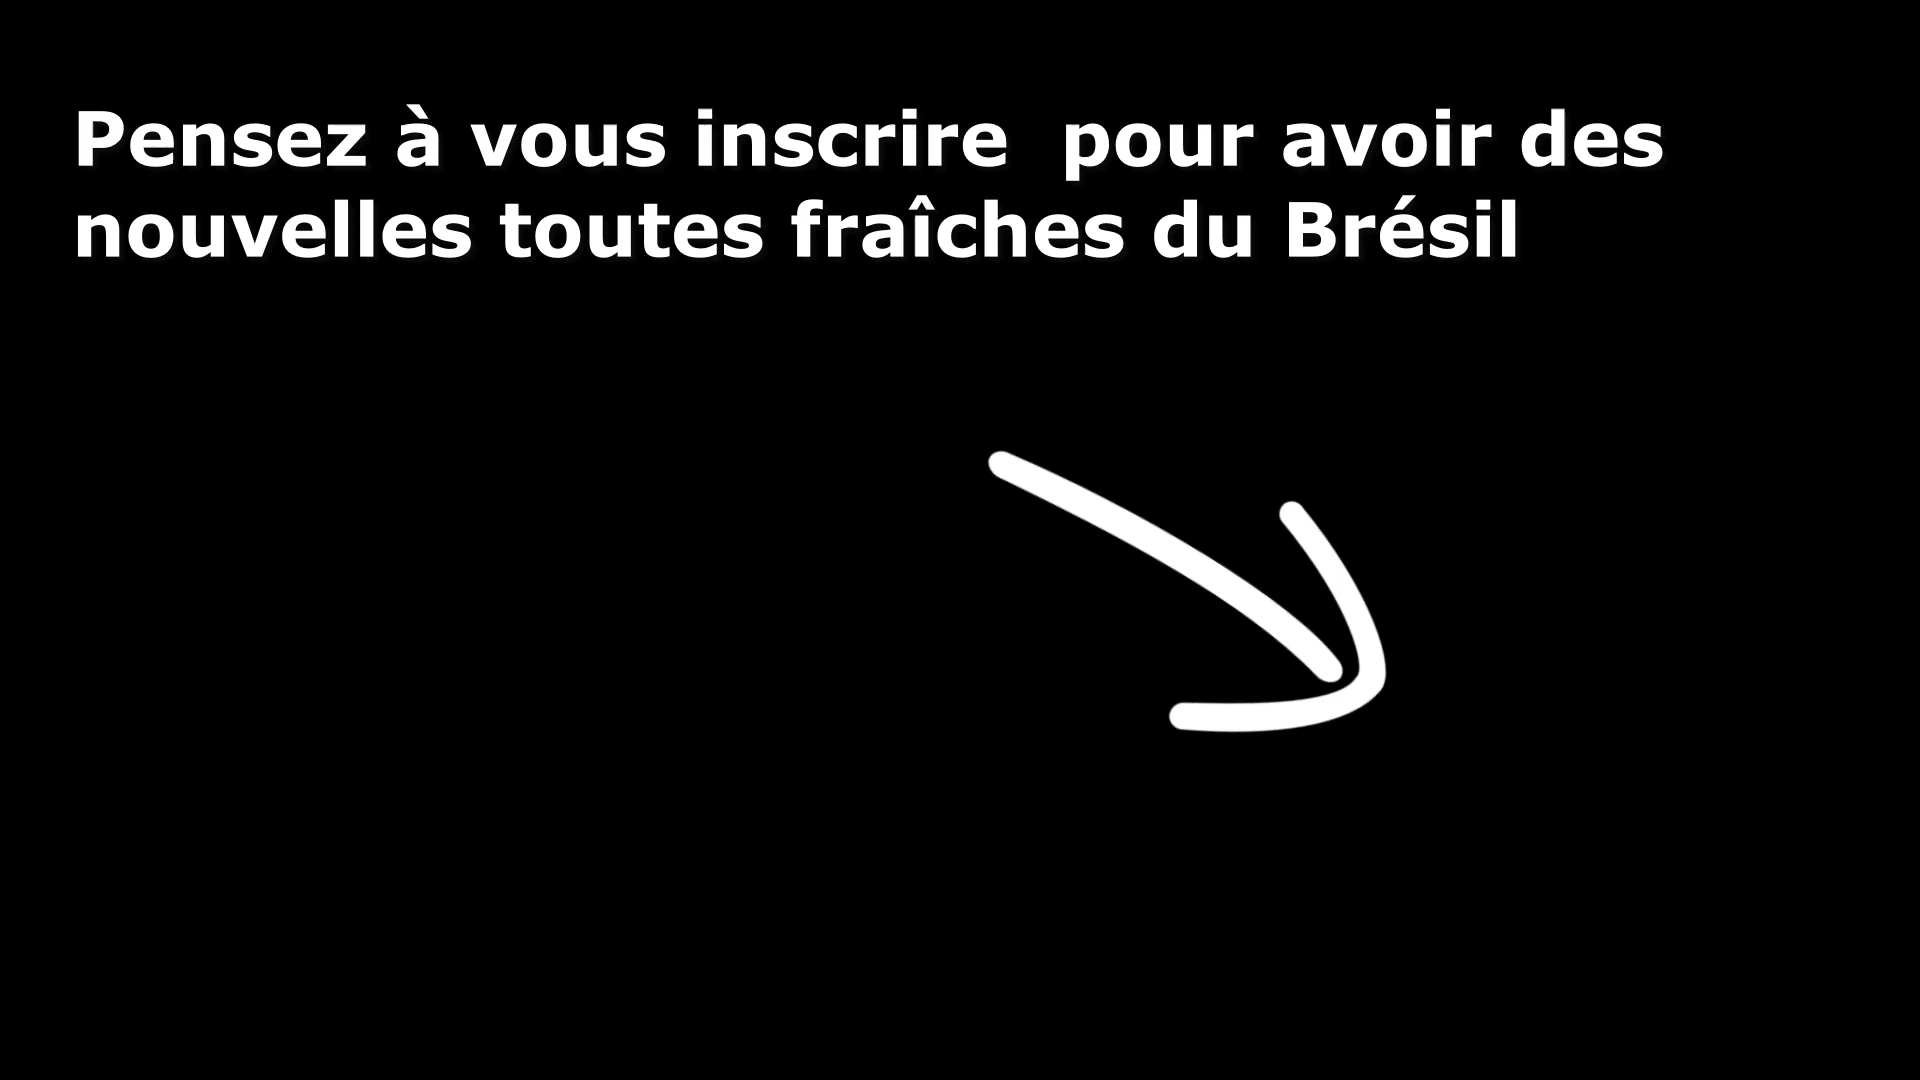 Pensez à vous inscrire  pour avoir des
nouvelles toutes fraîches du Brésil